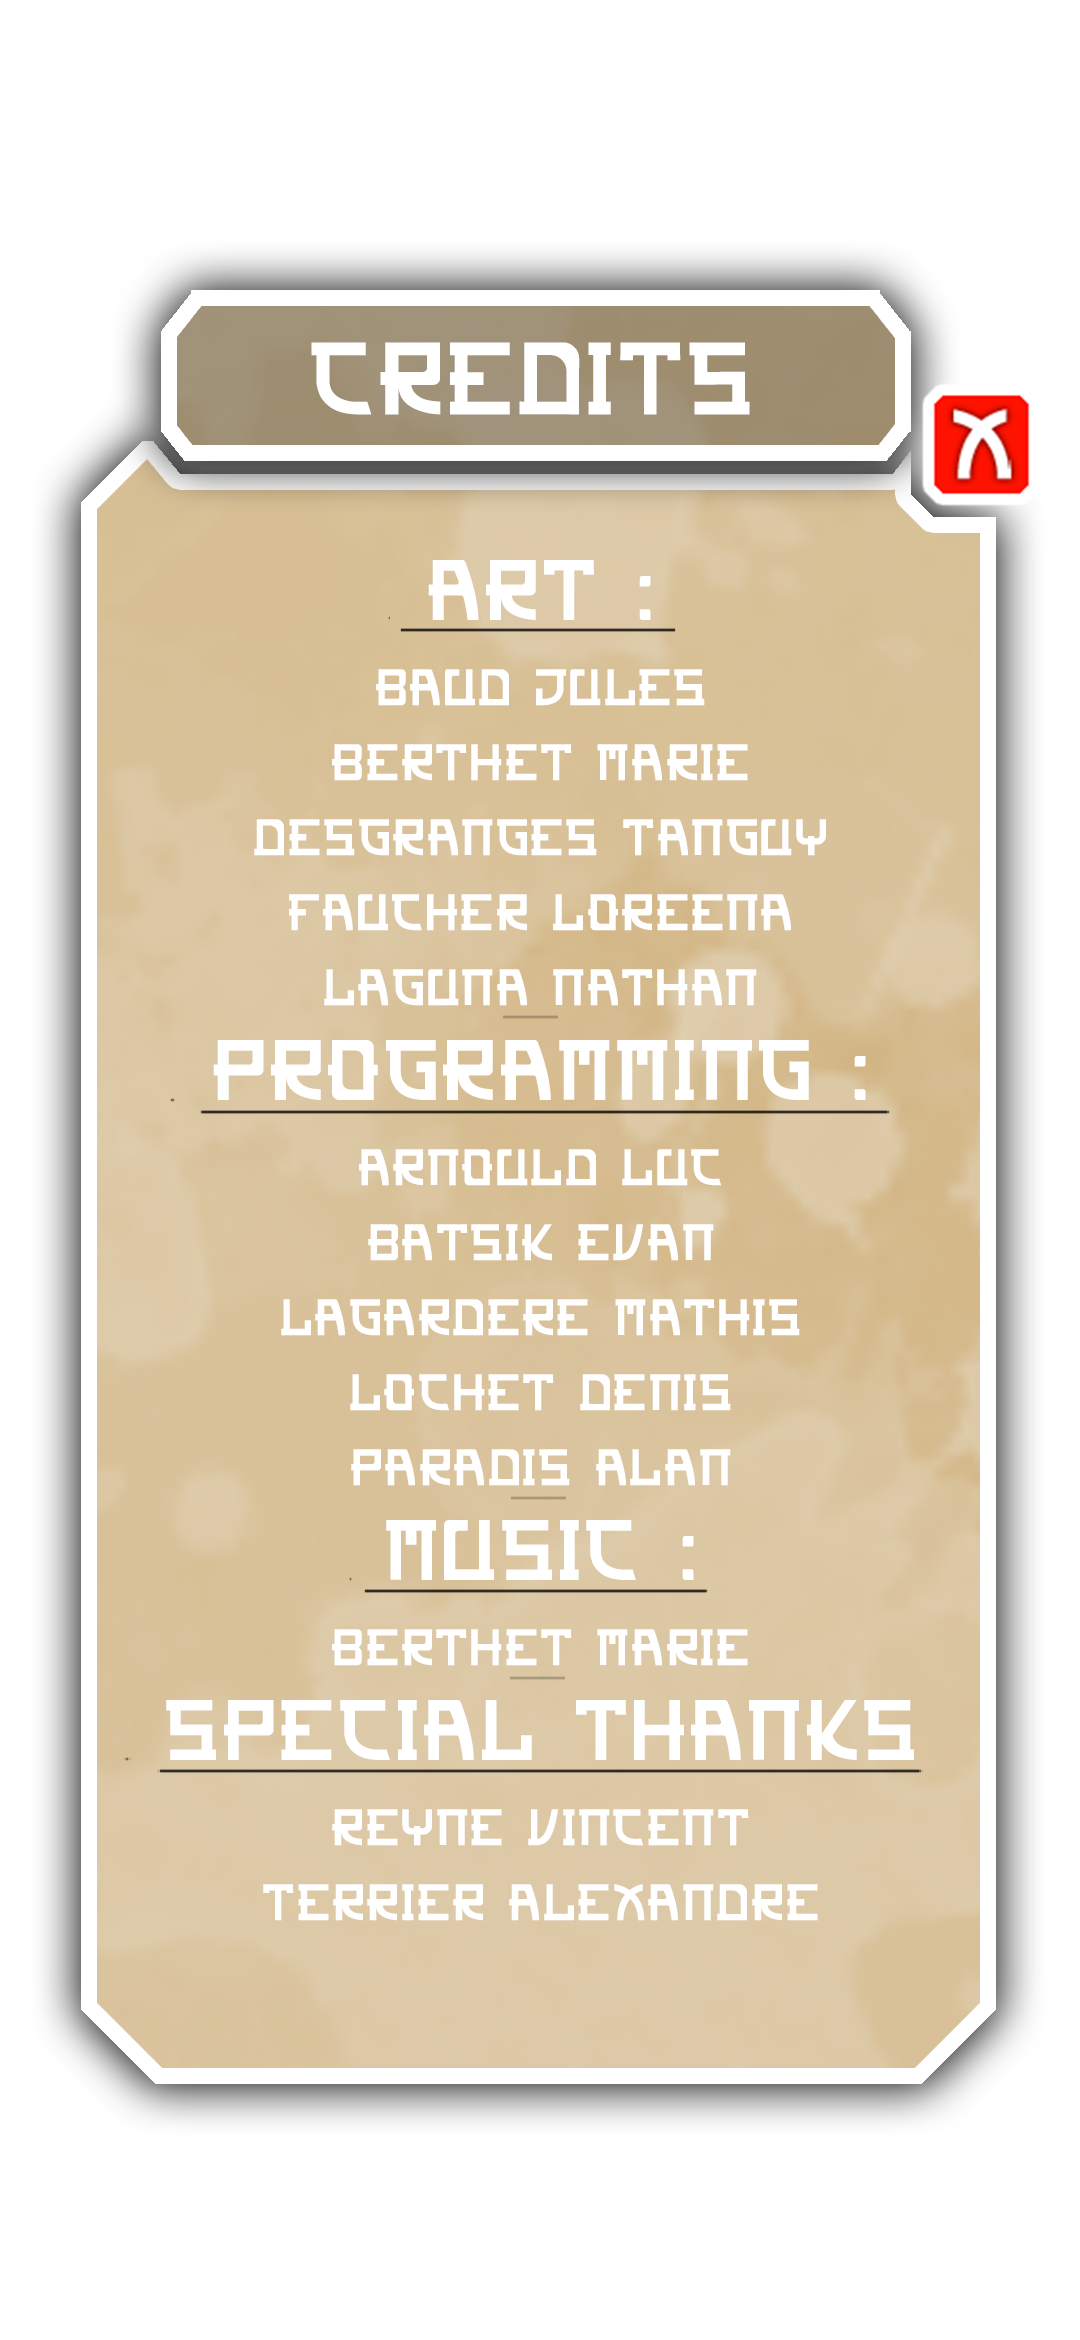 CREDITS
X
ART :
BAUD JULES
BERTHET MARIE
DESGRANGES TANGUY
FAUCHER LOREENA
LAGUNA NATHAN
PROGRAMMING :
ARNOULD LUC
BATSIK EVAN
LAGARDERE MATHIS
LOCHET DENIS
PARADIS ALAN
MUSIC :
BERTHET MARIE
SPECIAL THANKS
REYNE VINCENT
TERRIER ALEXANDRE